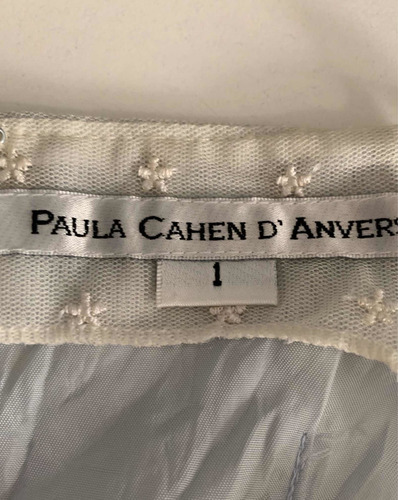 PAULA CAHEN D' ANVERS
1